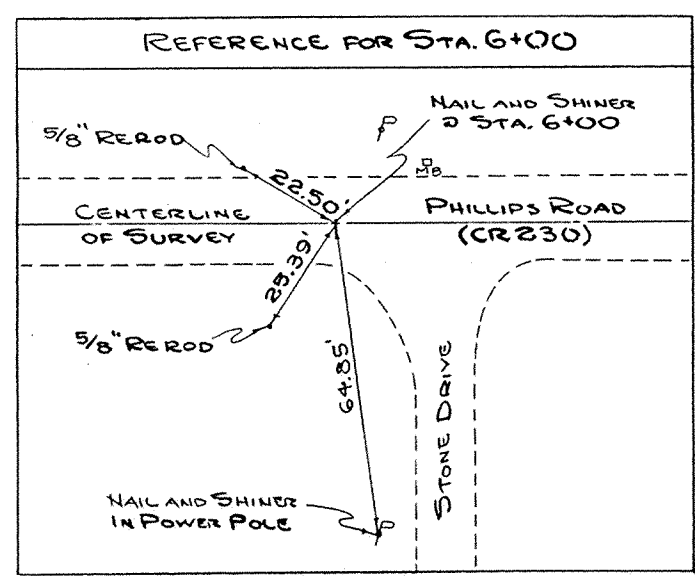 REFERENCE FOR STA. 6+00
NAIL AND SHINER
@ STA. 6+00
5/8" REROD
P
MB
22.50'
CENTERLINE
OF SURVEY
PHILLIPS ROAD
(CR230)
25.39'
5/8" REROD
64.85'
STONE DRIVE
NAIL AND SHINER
IN POWER POLE
P